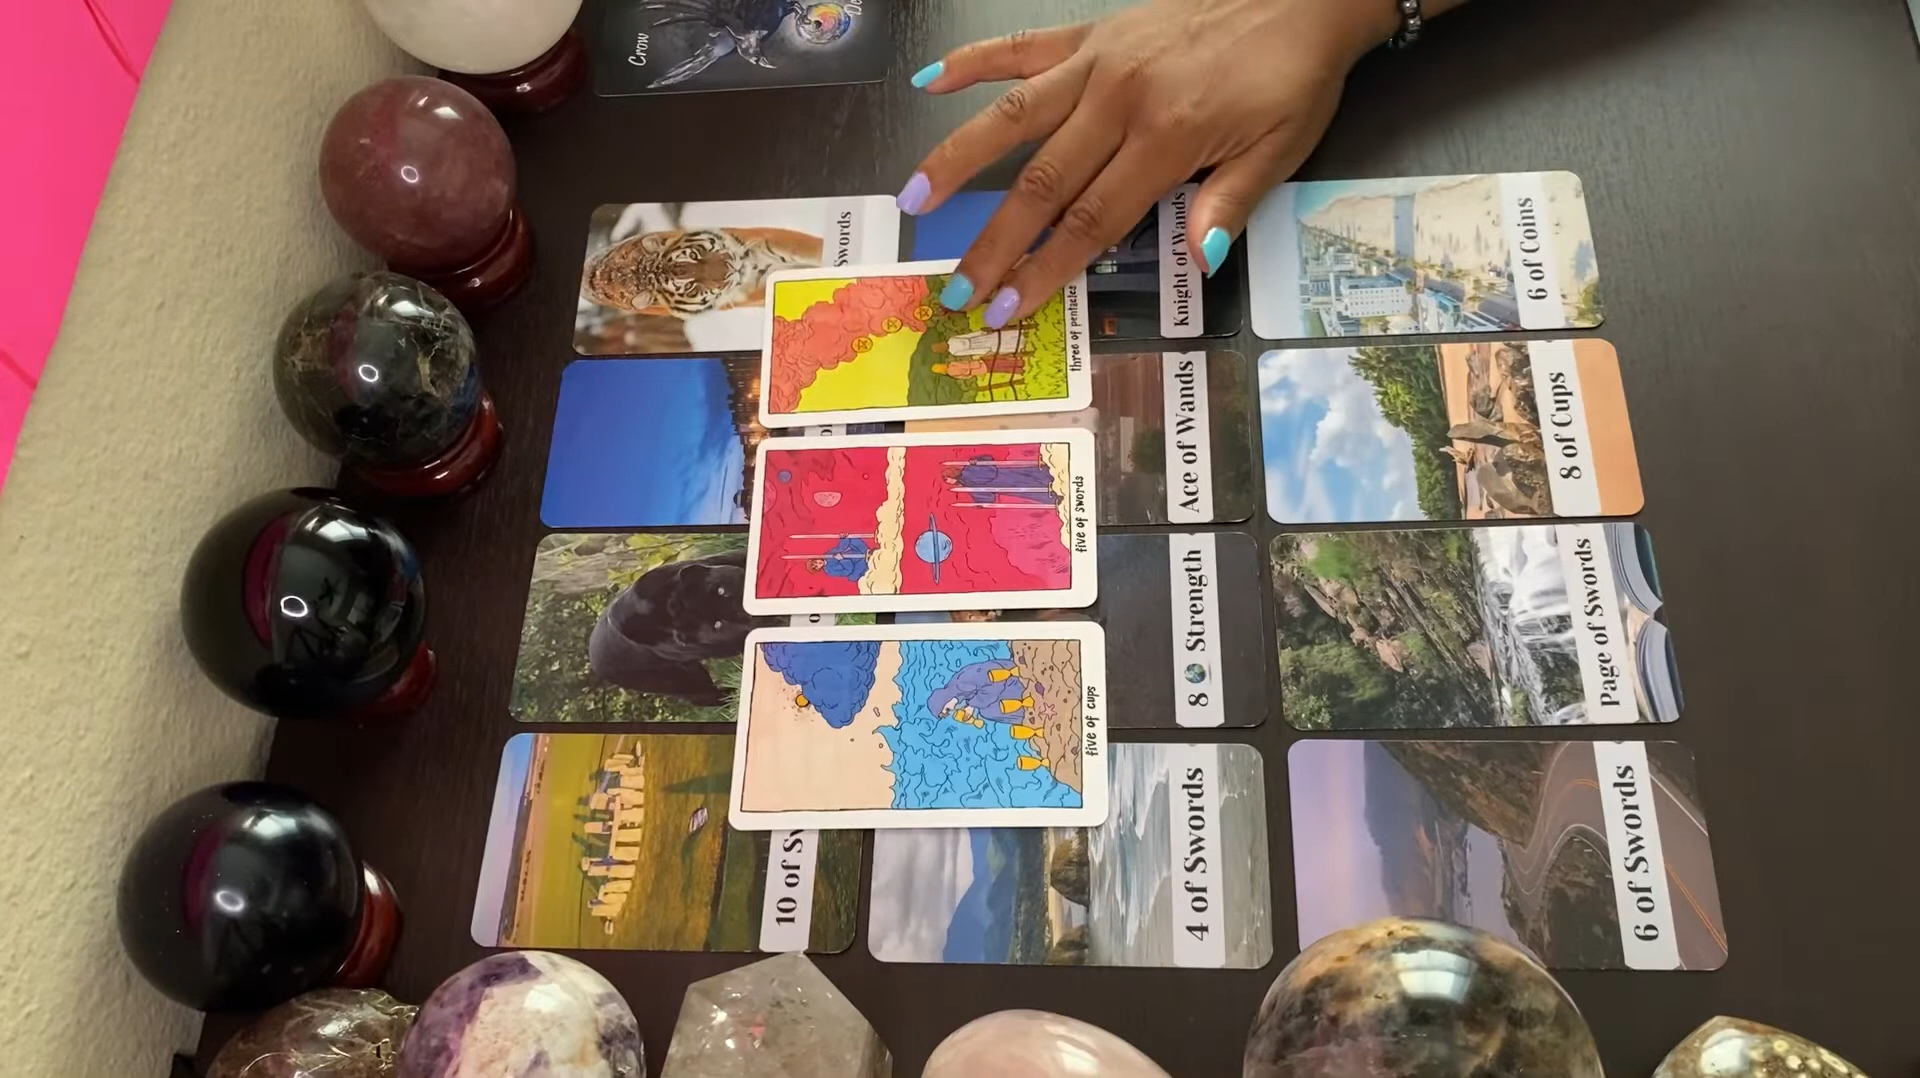 Crow
Swords
Knight of Wands
6 of Coins
three of pentacles
Ace of Wands
8 of Cups
five of swords
8 Strength
Page of Swords
five of cups
10 of
4 of Swords
6 of Swords